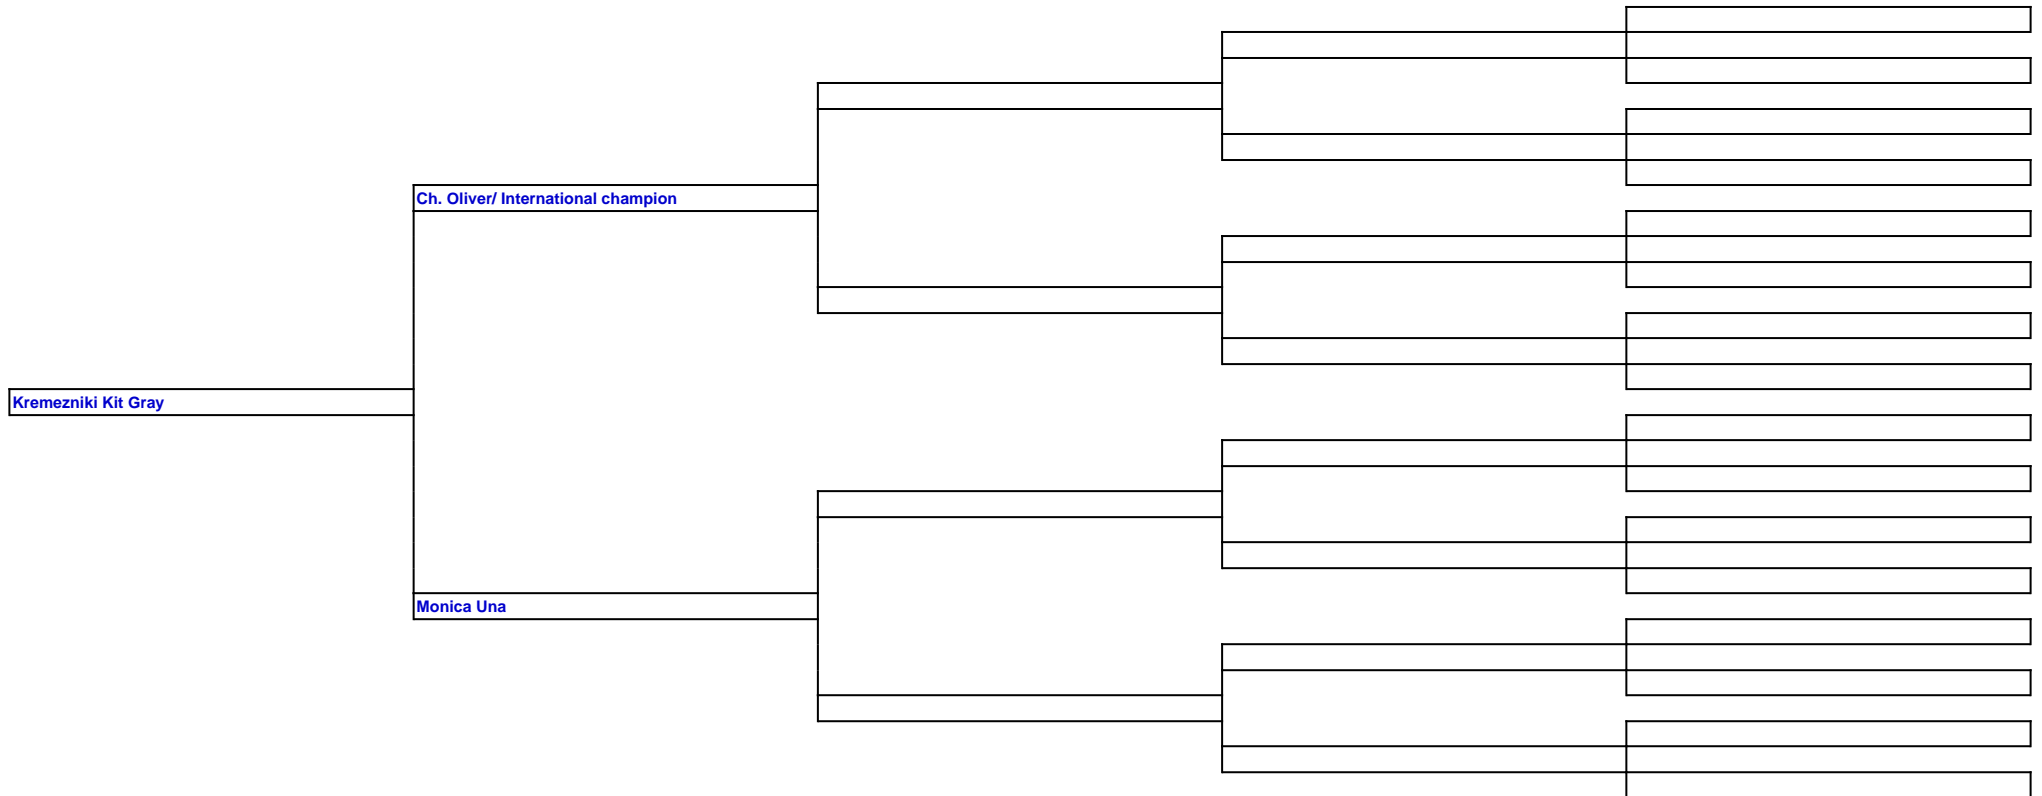 Ch. Oliver/ International champion
Kremezniki Kit Gray
Monica Una